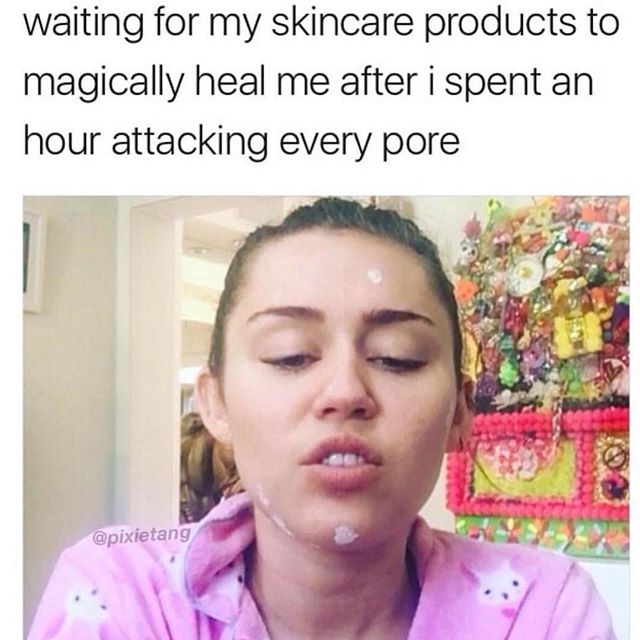 waiting for my skincare products to
magically heal me after i spent an
hour attacking every pore
@pixietang